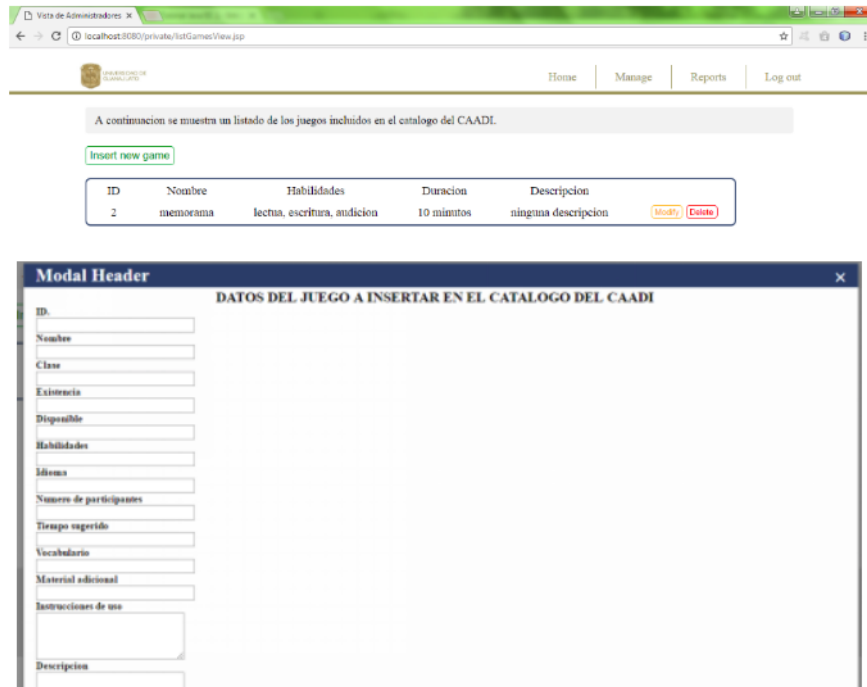 Vista de Administradores
localhost:8080/private/listGamesView.jsp
UNIVERSIDAD DE
GUANAJUATO
Home Manage Reports Log out
A continuacion se muestra un listado de los juegos incluidos en el catalogo del CAADI.
Insert new game
ID Nombre Habilidades Duracion Descripcion
2 memorama lectua, escritura, audicion 10 minutos ninguna descripcion Modify Delete
Modal Header ×
DATOS DEL JUEGO A INSERTAR EN EL CATALOGO DEL CAADI
ID.
Nombre
Clase
Existencia
Disponible
Habilidades
Idioma
Numero de participantes
Tiempo sugerido
Vocabulario
Material adicional
Instrucciones de uso
Descripcion